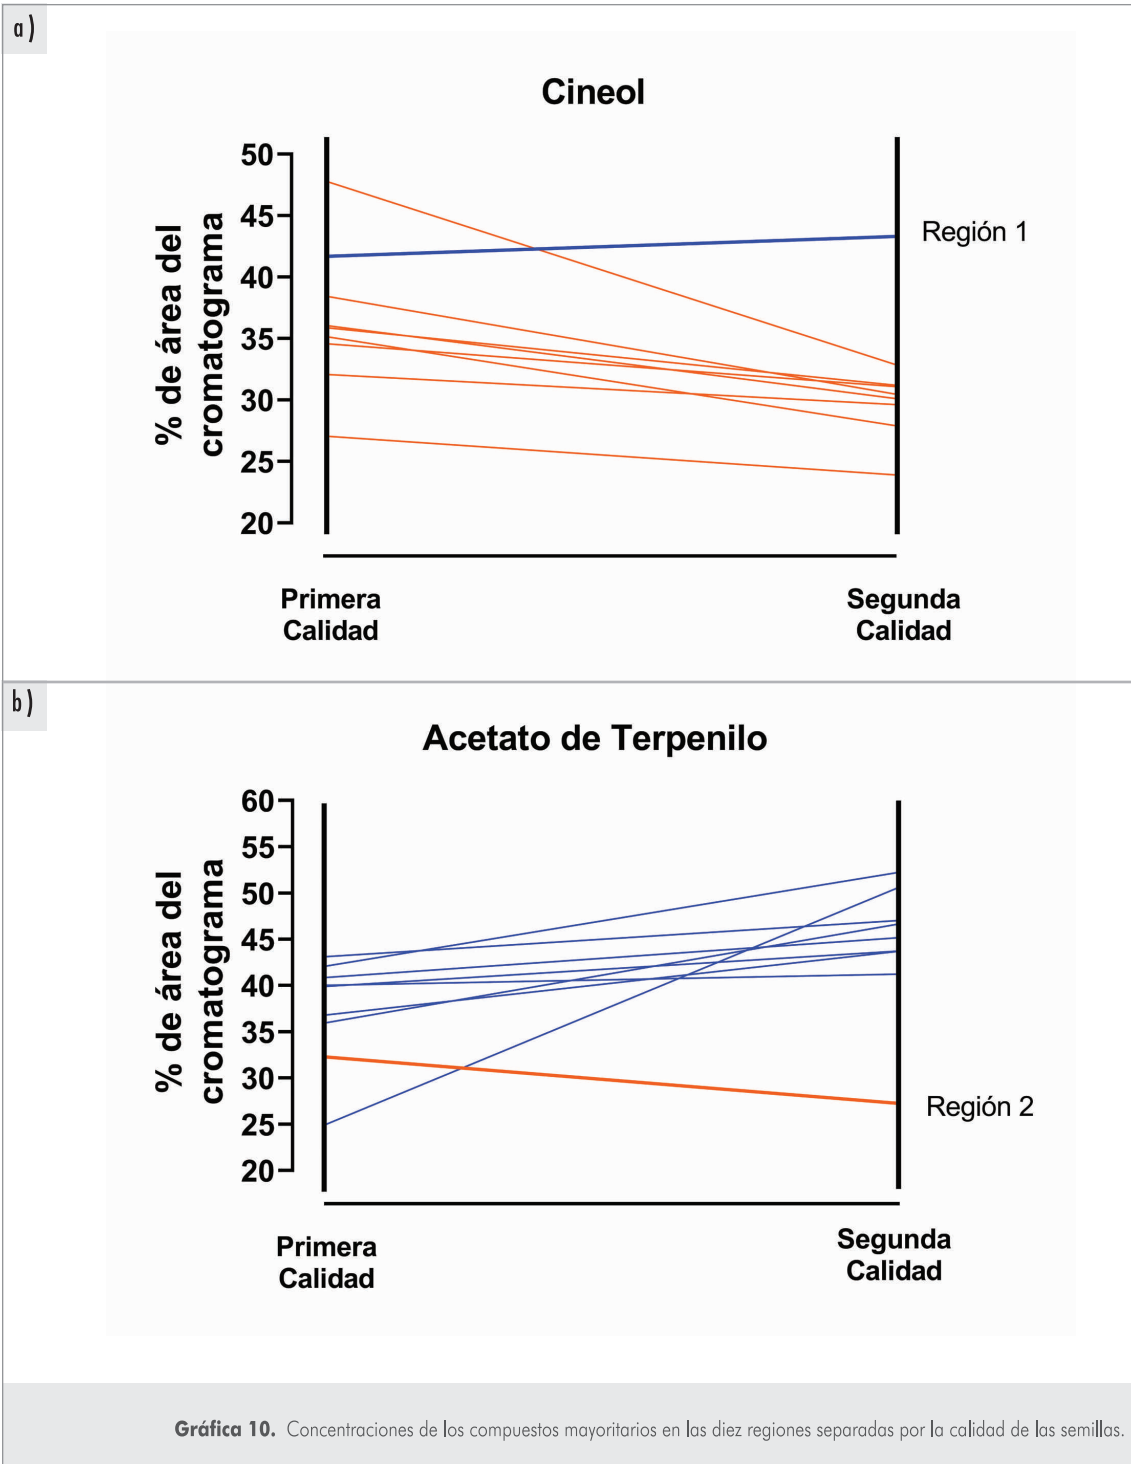 a)
Cineol
% de área del
cromatograma
50
45
40
35
30
25
20
Región 1
Primera
Calidad
Segunda
Calidad
b)
Acetato de Terpenilo
% de área del
cromatograma
60
55
50
45
40
35
30
25
20
Región 2
Primera
Calidad
Segunda
Calidad
Gráfica 10. Concentraciones de los compuestos mayoritarios en las diez regiones separadas por la calidad de las semillas.